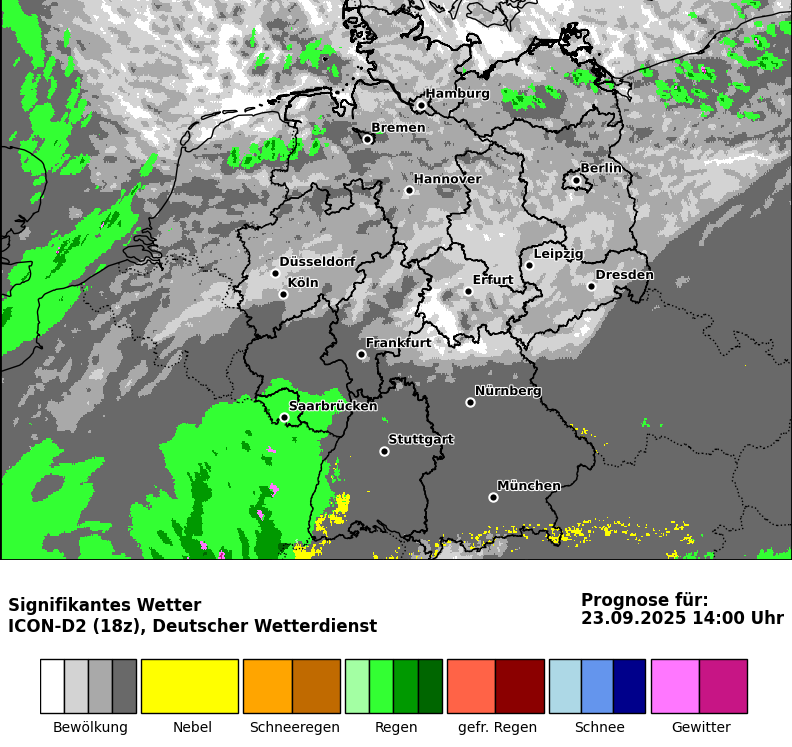 Hamburg
Bremen
Berlin
Hannover
Leipzig
Düsseldorf
Dresden
Erfurt
Köln
Frankfurt
Nürnberg
Saarbrücken
Stuttgart
München
Signifikantes Wetter
ICON-D2 (18z), Deutscher Wetterdienst
Prognose für:
23.09.2025 14:00 Uhr
Bewölkung Nebel Schneeregen Regen gefr. Regen Schnee Gewitter